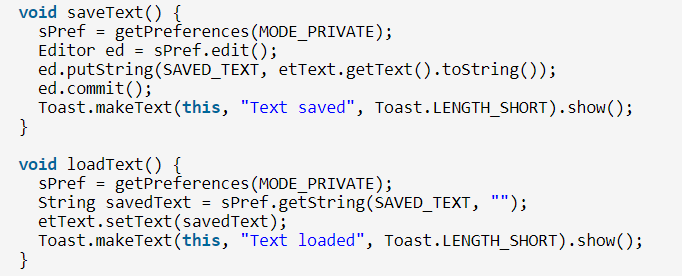 void saveText() {
sPref = getPreferences(MODE_PRIVATE);
Editor ed = sPref.edit();
ed.putString(SAVED_TEXT, etText.getText().toString());
ed.commit();
Toast.makeText(this, "Text saved", Toast.LENGTH_SHORT).show();
}
void loadText() {
sPref = getPreferences(MODE_PRIVATE);
String savedText = sPref.getString(SAVED_TEXT, "");
etText.setText(savedText);
Toast.makeText(this, "Text loaded", Toast.LENGTH_SHORT).show();
}